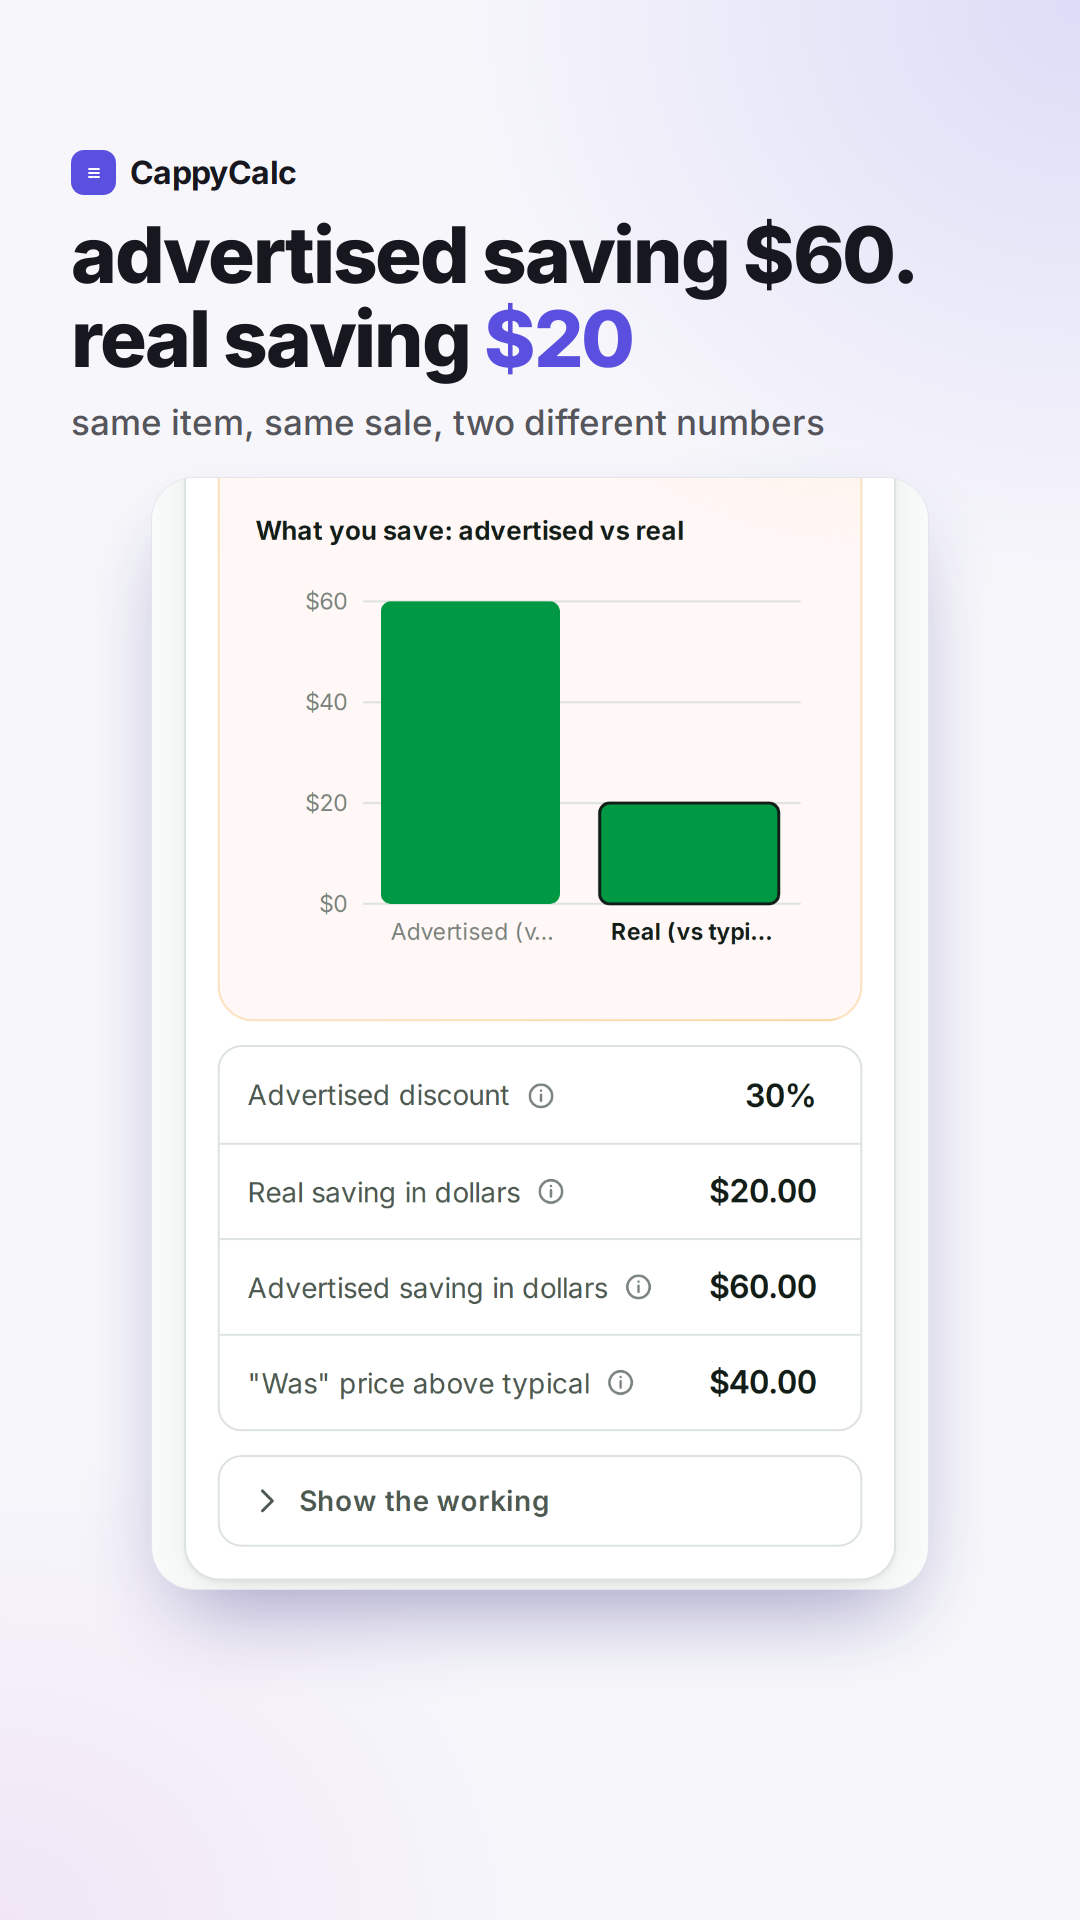 CappyCalc
advertised saving $60.
real saving $20
same item, same sale, two different numbers
What you save: advertised vs real
$60
$40
$20
$0
Advertised (v...
Real (vs typi...
Advertised discount 30%
Real saving in dollars $20.00
Advertised saving in dollars $60.00
"Was" price above typical $40.00
Show the working